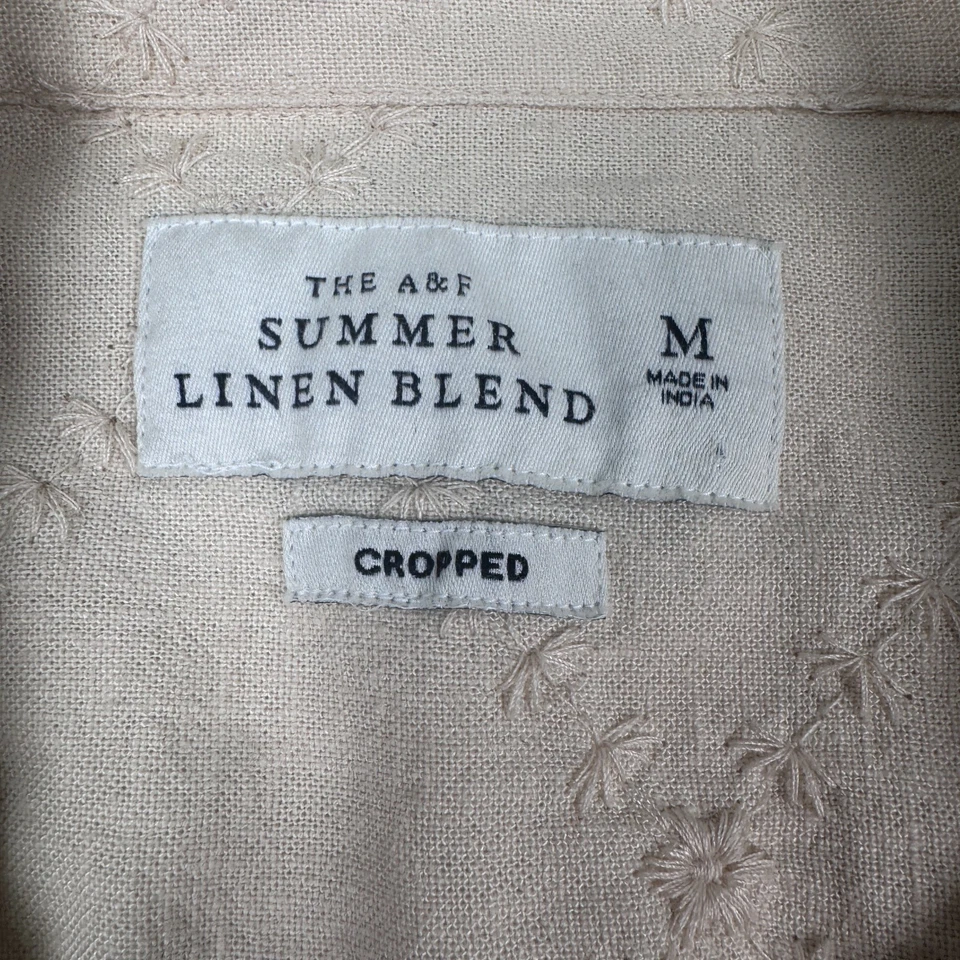 THE A&F
SUMMER
LINEN BLEND
M
MADE IN
INDIA
CROPPED